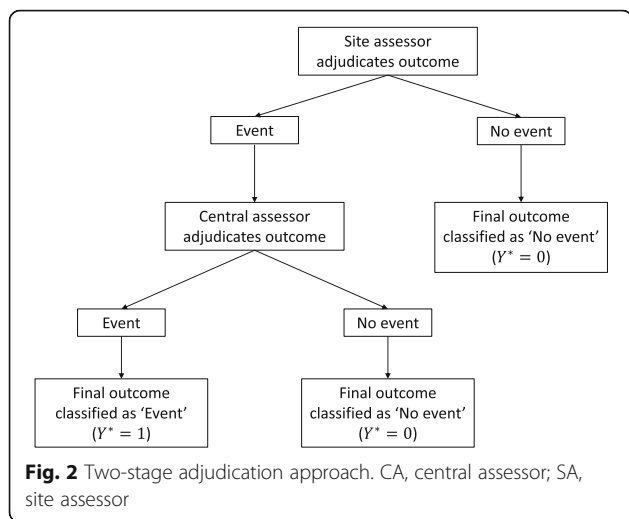 Site assessor
adjudicates outcome
Event
No event
Central assessor
adjudicates outcome
Final outcome
classified as ‘No event’
(𝑌* = 0)
Event
No event
Final outcome
classified as ‘Event’
(𝑌* = 1)
Final outcome
classified as ‘No event’
(𝑌* = 0)
Fig. 2 Two-stage adjudication approach. CA, central assessor; SA,
site assessor